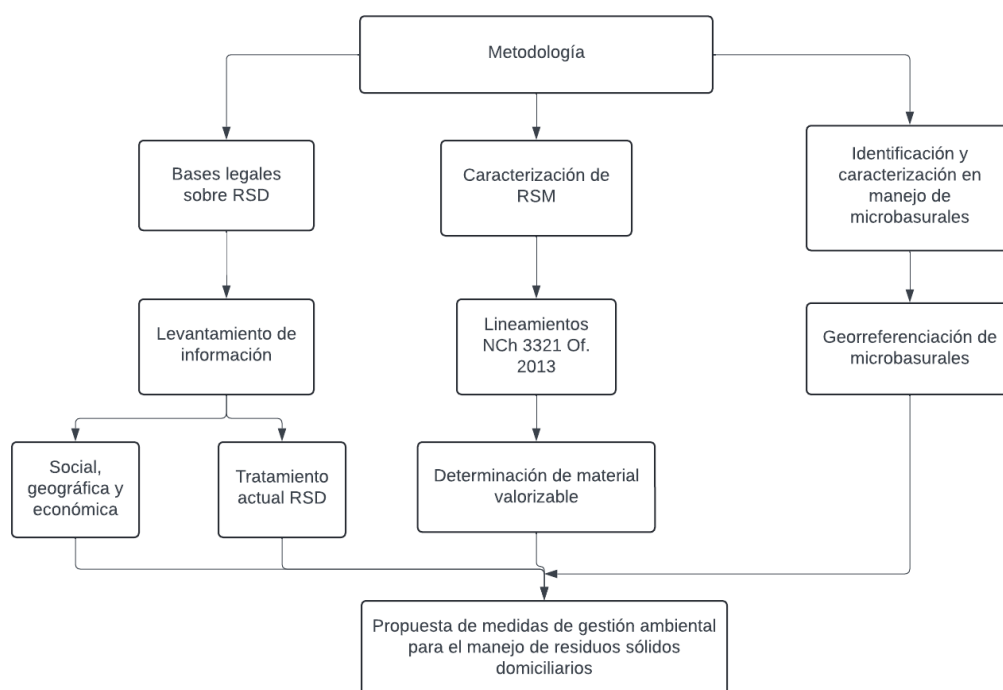 Metodología
Bases legales
sobre RSD
Caracterización de
RSM
Identificación y
caracterización en
manejo de
microbasurales
Levantamiento de
información
Lineamientos
NCh 3321 Of.
2013
Georreferenciación de
microbasurales
Social,
geográfica y
económica
Tratamiento
actual RSD
Determinación de material
valorizable
Propuesta de medidas de gestión ambiental
para el manejo de residuos sólidos
domiciliarios